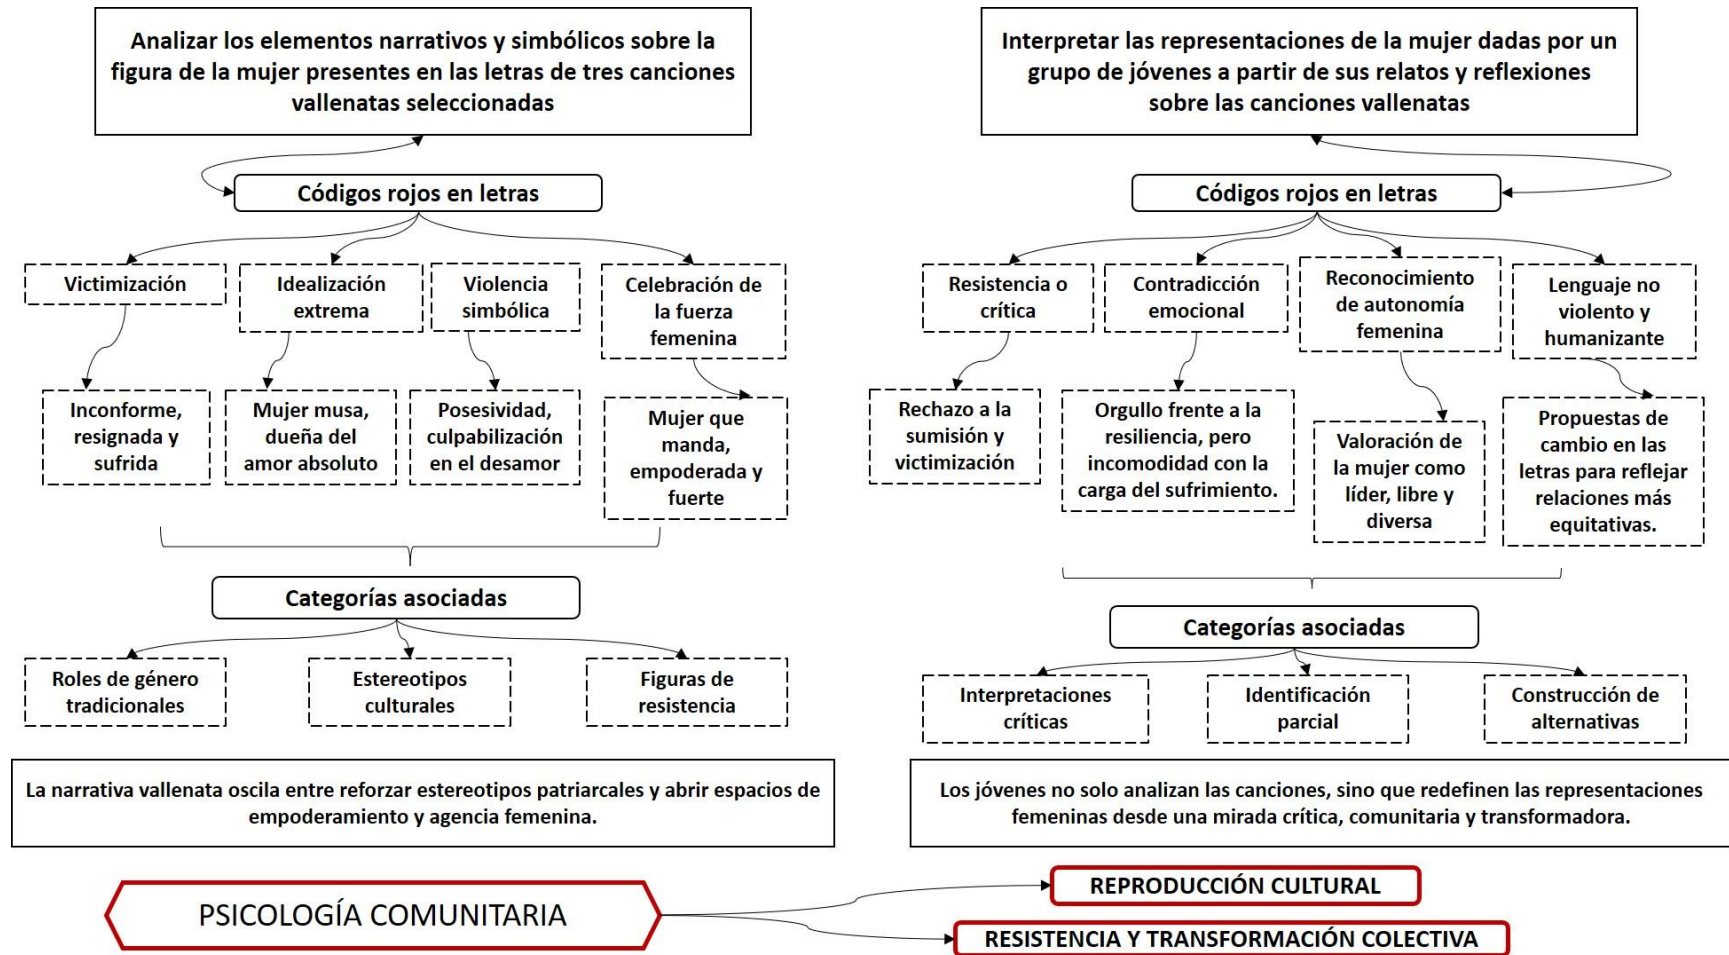 Analizar los elementos narrativos y simbólicos sobre la
figura de la mujer presentes en las letras de tres canciones
vallenatas seleccionadas
Códigos rojos en letras
Victimización
Idealización
extrema
Violencia
simbólica
Celebración de
la fuerza
femenina
Inconforme,
resignada y
sufrida
Mujer musa,
dueña del
amor absoluto
Posesividad,
culpabilización
en el desamor
Mujer que
manda,
empoderada y
fuerte
Categorías asociadas
Roles de género
tradicionales
Estereotipos
culturales
Figuras de
resistencia
La narrativa vallenata oscila entre reforzar estereotipos patriarcales y abrir espacios de
empoderamiento y agencia femenina.
Interpretar las representaciones de la mujer dadas por un
grupo de jóvenes a partir de sus relatos y reflexiones
sobre las canciones vallenatas
Códigos rojos en letras
Resistencia o
crítica
Contradicción
emocional
Reconocimiento
de autonomía
femenina
Lenguaje no
violento y
humanizante
Rechazo a la
sumisión y
victimización
Orgullo frente a la
resiliencia, pero
incomodidad con la
carga del sufrimiento.
Valoración de
la mujer como
líder, libre y
diversa
Propuestas de
cambio en las
letras para reflejar
relaciones más
equitativas.
Categorías asociadas
Interpretaciones
críticas
Identificación
parcial
Construcción de
alternativas
Los jóvenes no solo analizan las canciones, sino que redefinen las representaciones
femeninas desde una mirada crítica, comunitaria y transformadora.
PSICOLOGÍA COMUNITARIA
REPRODUCCIÓN CULTURAL
RESISTENCIA Y TRANSFORMACIÓN COLECTIVA